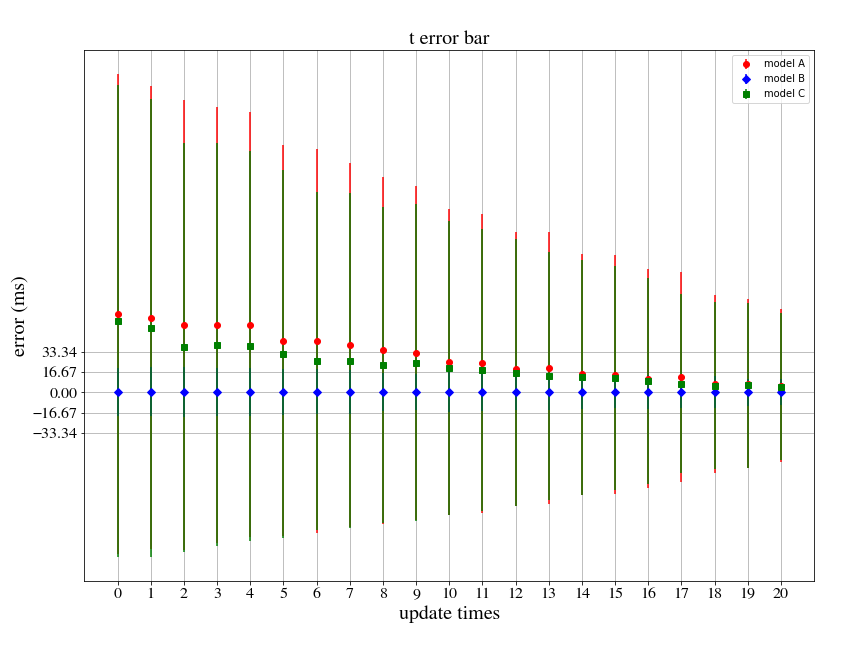 t error bar
model A
model B
model C
error (ms)
33.34
16.67
0.00
−16.67
−33.34
0 1 2 3 4 5 6 7 8 9 10 11 12 13 14 15 16 17 18 19 20
update times